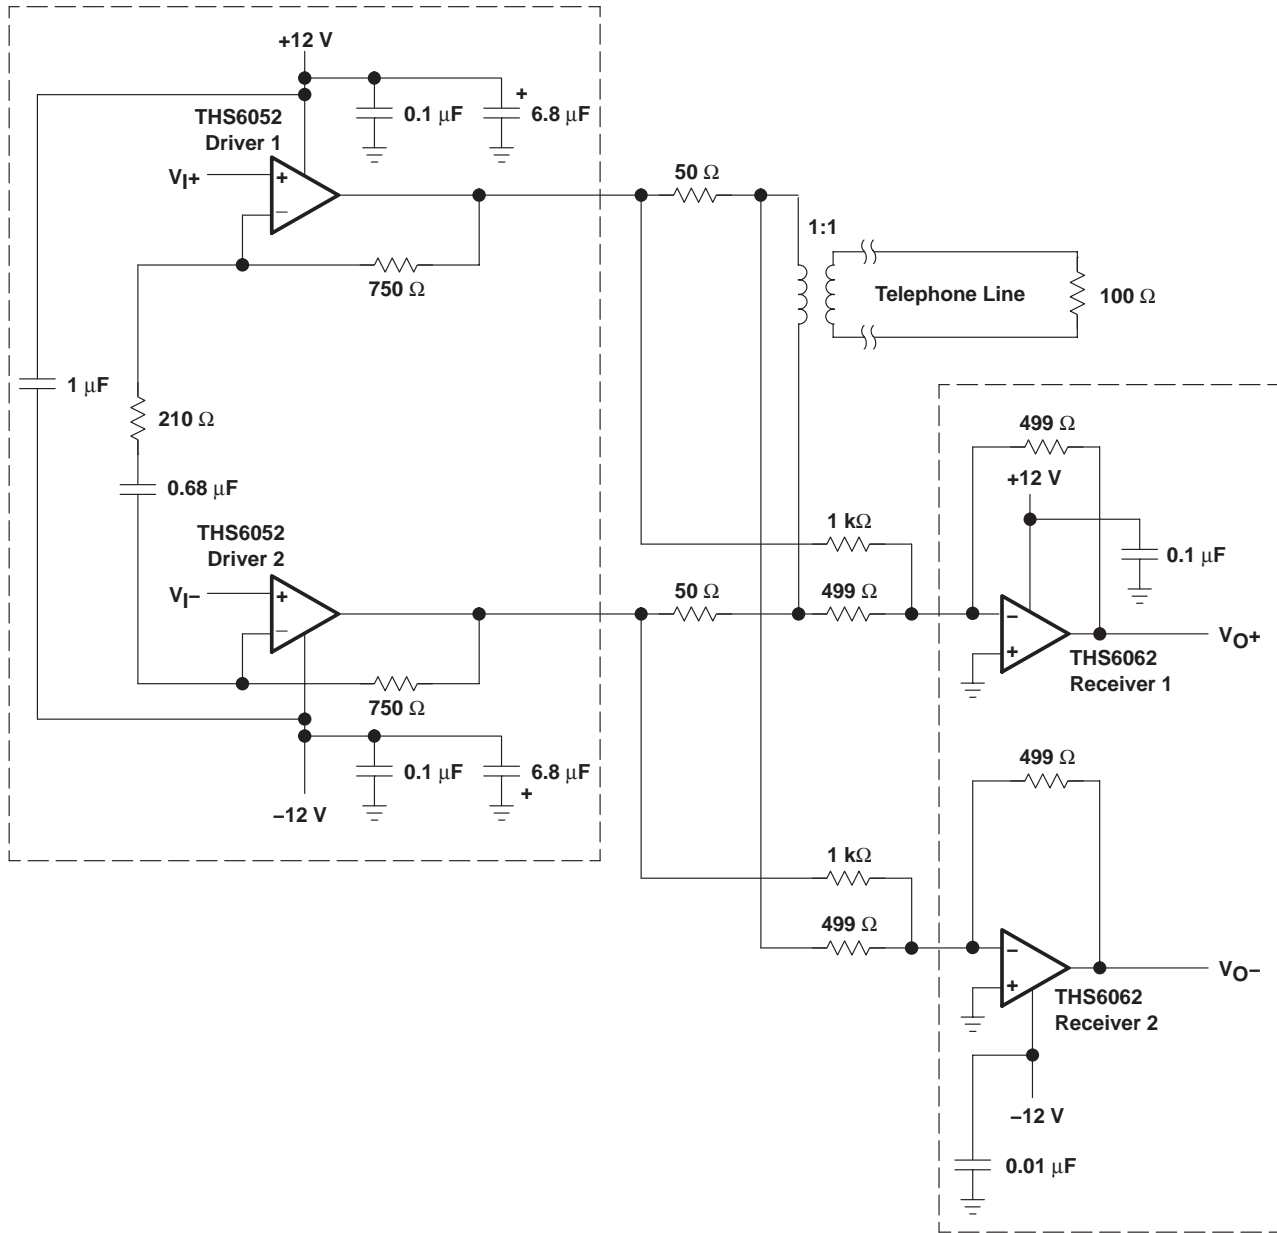 +12 V
+
THS6052
Driver 1
0.1 µF
6.8 µF
VI+
+
−
50 Ω
1:1
750 Ω
Telephone Line
100 Ω
1 µF
210 Ω
499 Ω
+12 V
0.68 µF
THS6052
Driver 2
1 kΩ
0.1 µF
VI−
+
−
50 Ω
499 Ω
−
+
VO+
THS6062
Receiver 1
750 Ω
0.1 µF
6.8 µF
+
−12 V
499 Ω
1 kΩ
499 Ω
−
+
VO−
THS6062
Receiver 2
−12 V
0.01 µF